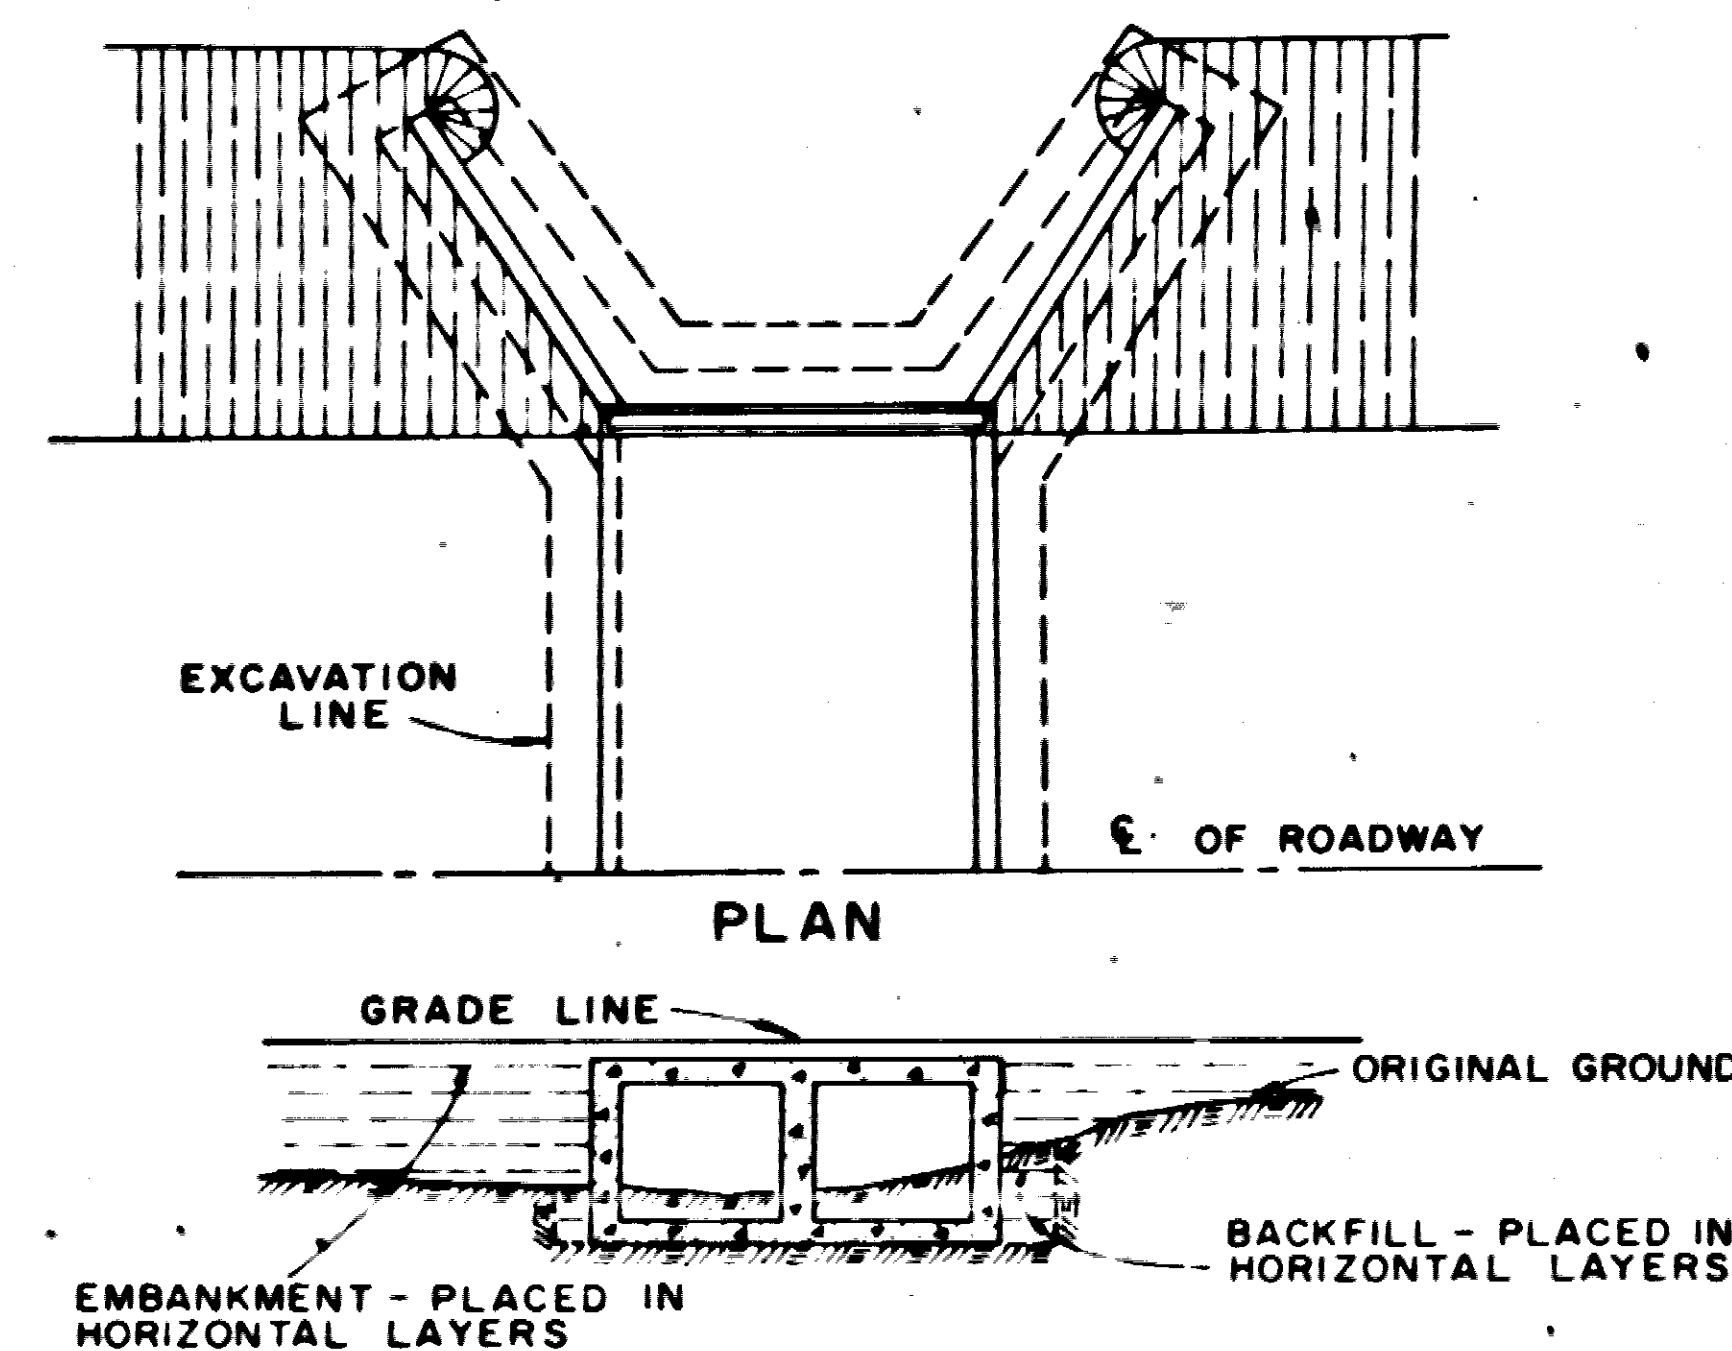 EXCAVATION
LINE
℄ OF ROADWAY
PLAN
GRADE LINE
ORIGINAL GROUND
BACKFILL - PLACED IN
HORIZONTAL LAYERS
EMBANKMENT - PLACED IN
HORIZONTAL LAYERS